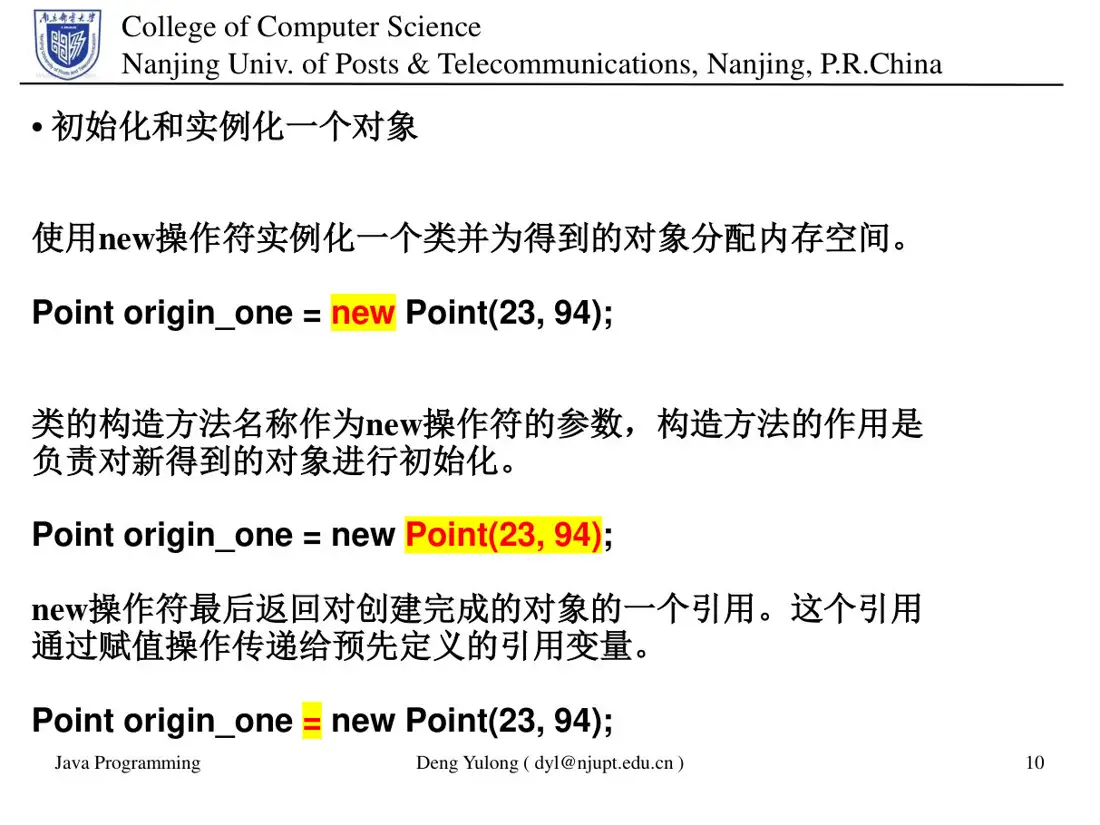 College of Computer Science
Nanjing Univ. of Posts & Telecommunications, Nanjing, P.R.China
• 初始化和实例化一个对象
使用new操作符实例化一个类并为得到的对象分配内存空间。
Point origin_one = new Point(23, 94);
类的构造方法名称作为new操作符的参数，构造方法的作用是
负责对新得到的对象进行初始化。
Point origin_one = new Point(23, 94);
new操作符最后返回对创建完成的对象的一个引用。这个引用
通过赋值操作传递给预先定义的引用变量。
Point origin_one = new Point(23, 94);
Java Programming Deng Yulong ( dyl@njupt.edu.cn ) 10